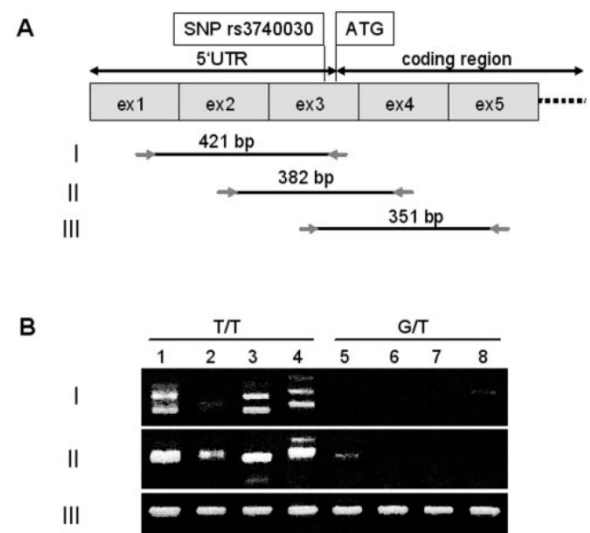 A
SNP rs3740030 ATG
5'UTR coding region
ex1 ex2 ex3 ex4 ex5
I 421 bp
II 382 bp
III 351 bp
B
T/T G/T
1 2 3 4 5 6 7 8
I
II
III